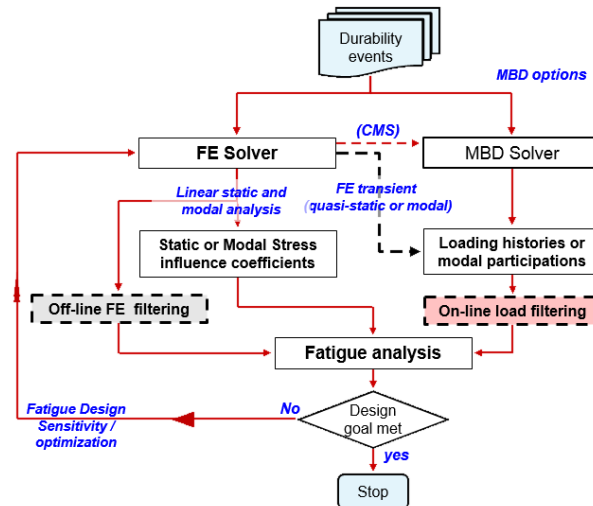 Durability
events
MBD options
(CMS)
FE Solver
MBD Solver
Linear static and
modal analysis
FE transient
(quasi-static or modal)
Static or Modal Stress
influence coefficients
Loading histories or
modal participations
Off-line FE filtering
On-line load filtering
Fatigue analysis
Fatigue Design
Sensitivity /
optimization
No
Design
goal met
yes
Stop